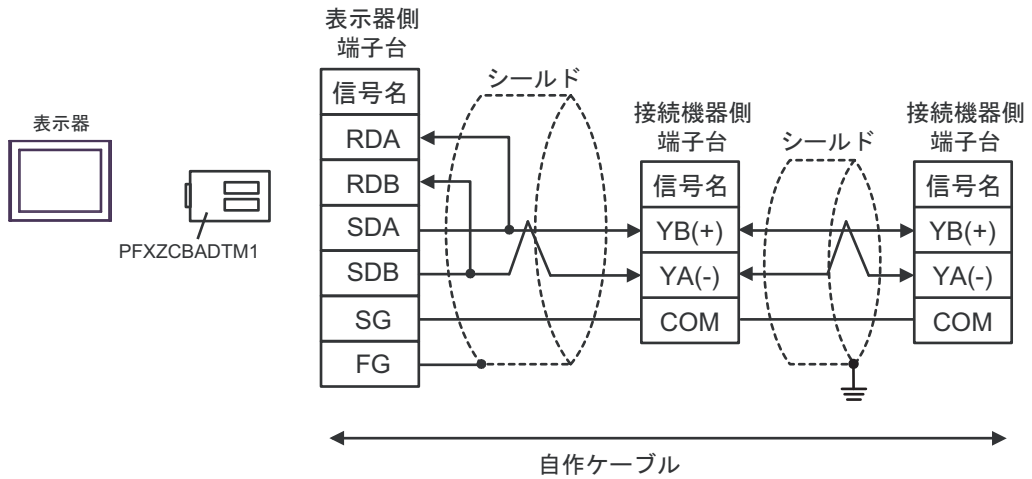 表示器
PFXZCBADTM1
表示器側
端子台
信号名
RDA
RDB
SDA
SDB
SG
FG
シールド
接続機器側
端子台
信号名
YB(+)
YA(-)
COM
シールド
接続機器側
端子台
信号名
YB(+)
YA(-)
COM
自作ケーブル